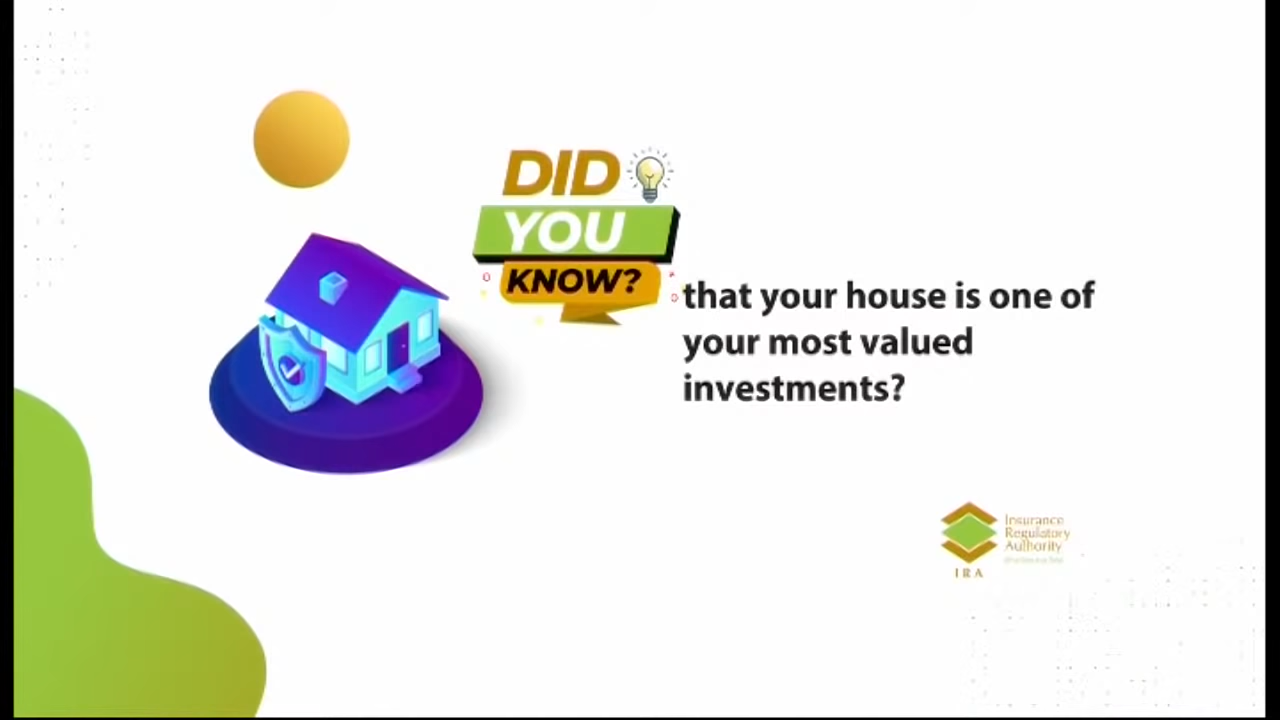 DID
YOU
KNOW?
that your house is one of
your most valued
investments?
Insurance
Regulatory
Authority
IRA